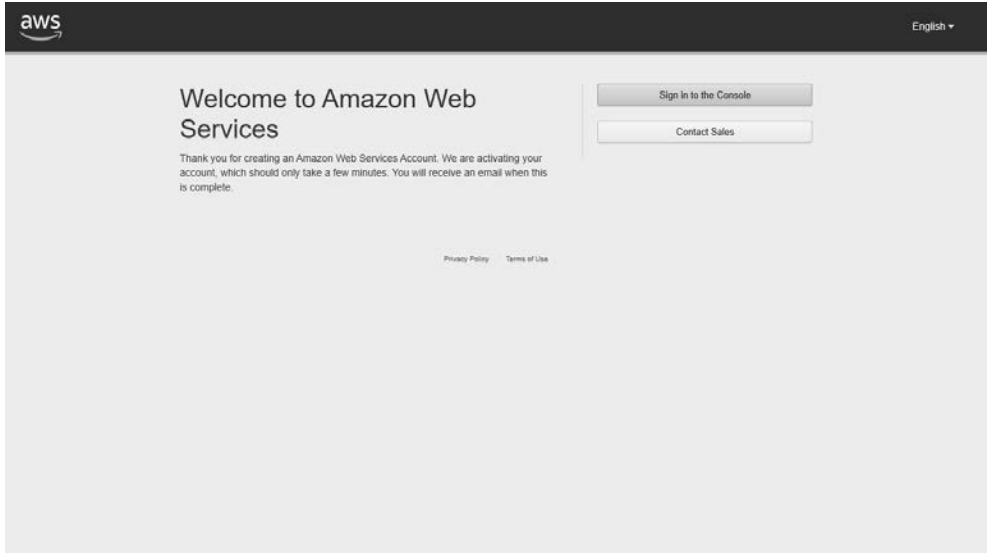 aws
English
Welcome to Amazon Web
Services
Thank you for creating an Amazon Web Services Account. We are activating your
account, which should only take a few minutes. You will receive an email when this
is complete.
Sign in to the Console
Contact Sales
Privacy Policy Terms of Use